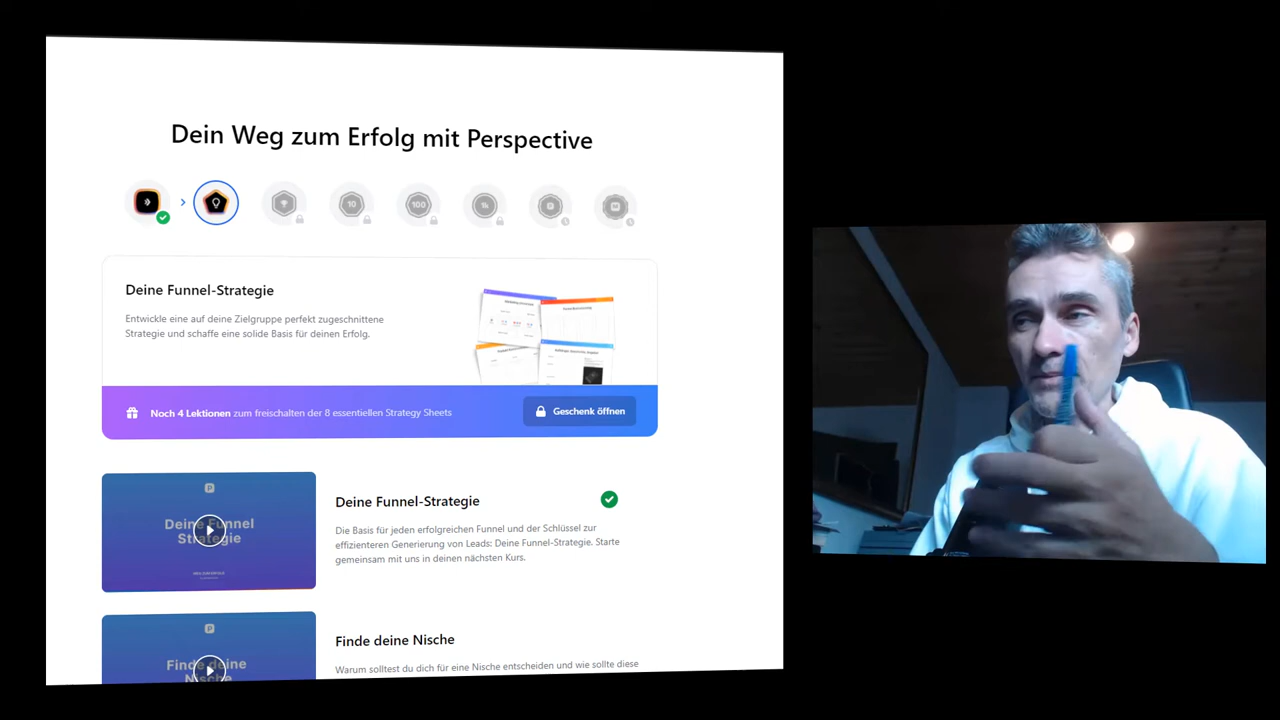 Dein Weg zum Erfolg mit Perspective
10
100
1k
Deine Funnel-Strategie
Entwickle eine auf deine Zielgruppe perfekt zugeschnittene
Strategie und schaffe eine solide Basis für deinen Erfolg.
Noch 4 Lektionen zum freischalten der 8 essentiellen Strategy Sheets
Geschenk öffnen
Deine Funnel
Strategie
Deine Funnel-Strategie
Die Basis für jeden erfolgreichen Funnel und der Schlüssel zur
effizienteren Generierung von Leads: Deine Funnel-Strategie. Starte
gemeinsam mit uns in deinen nächsten Kurs.
Finde deine
Nische
Finde deine Nische
Warum solltest du dich für eine Nische entscheiden und wie sollte diese